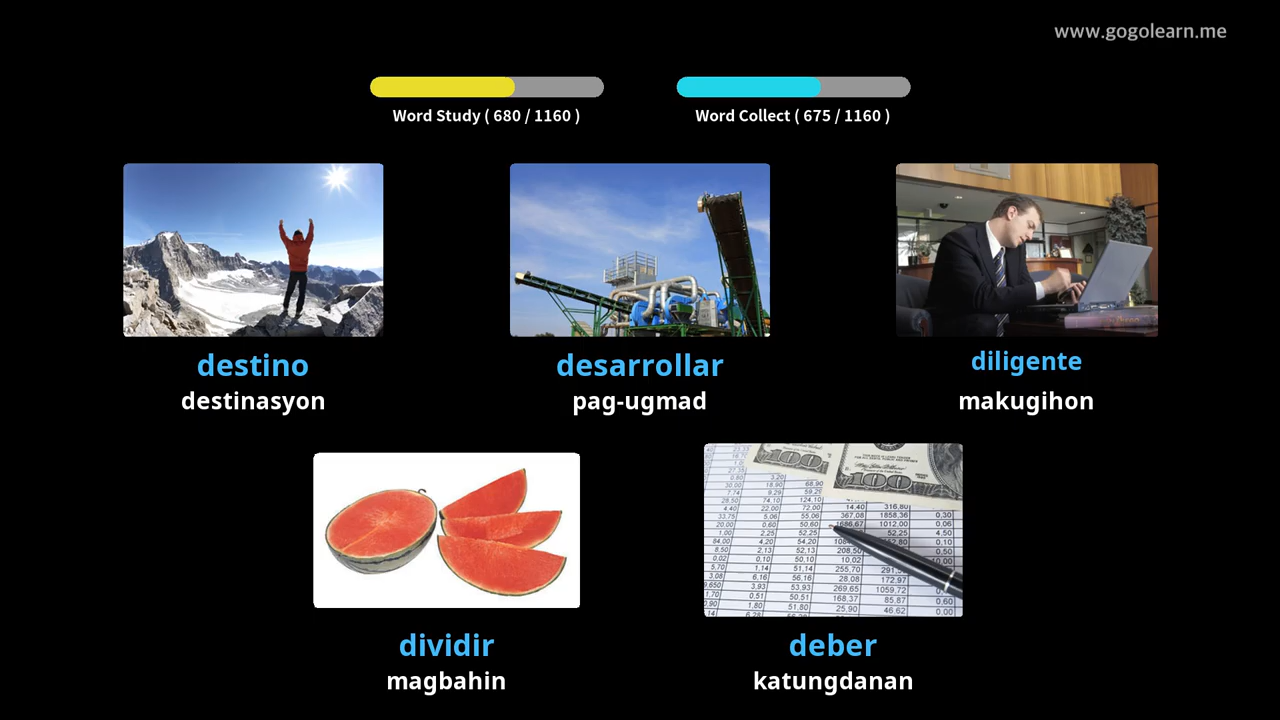 www.gogolearn.me
Word Study ( 680 / 1160 )
Word Collect ( 675 / 1160 )
destino
destinasyon
desarrollar
pag-ugmad
diligente
makugihon
dividir
magbahin
deber
katungdanan